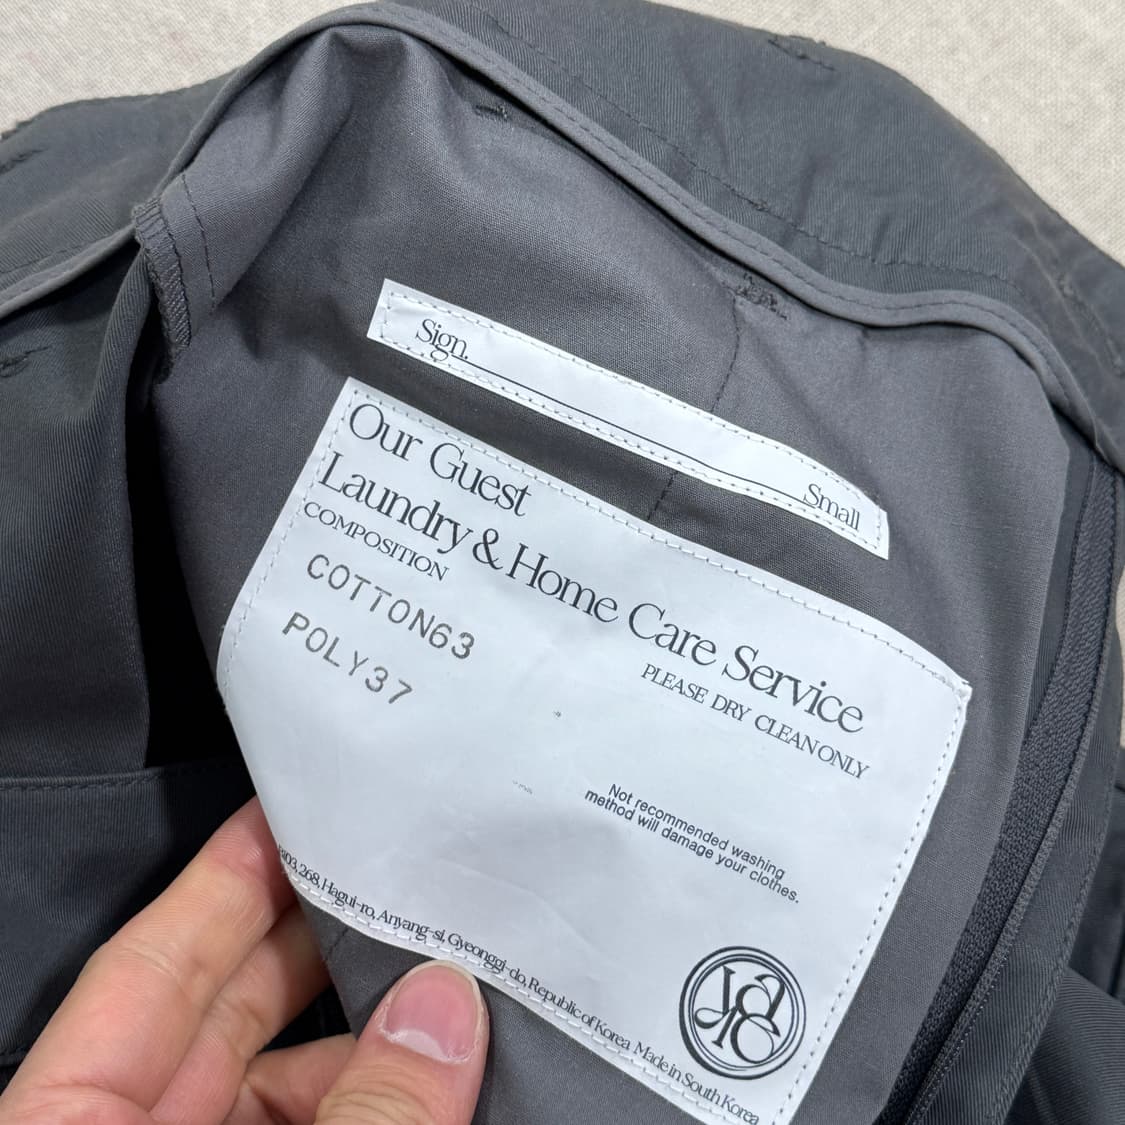 Sign.
Small
Our Guest
Laundry & Home Care Service
COMPOSITION
PLEASE DRY CLEAN ONLY
COTTON63
POLY37
Not recommended washing
method will damage your clothes.
268, Hagui-ro, Anyang-si, Gyeonggi-do, Republic of Korea Made in South Korea